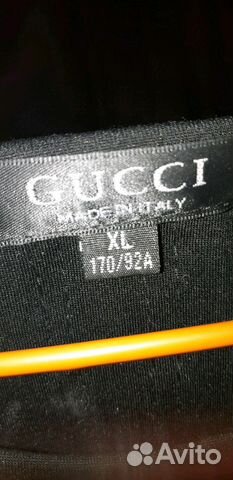 GUCCI
MADE IN ITALY
XL
170/92A
Avito